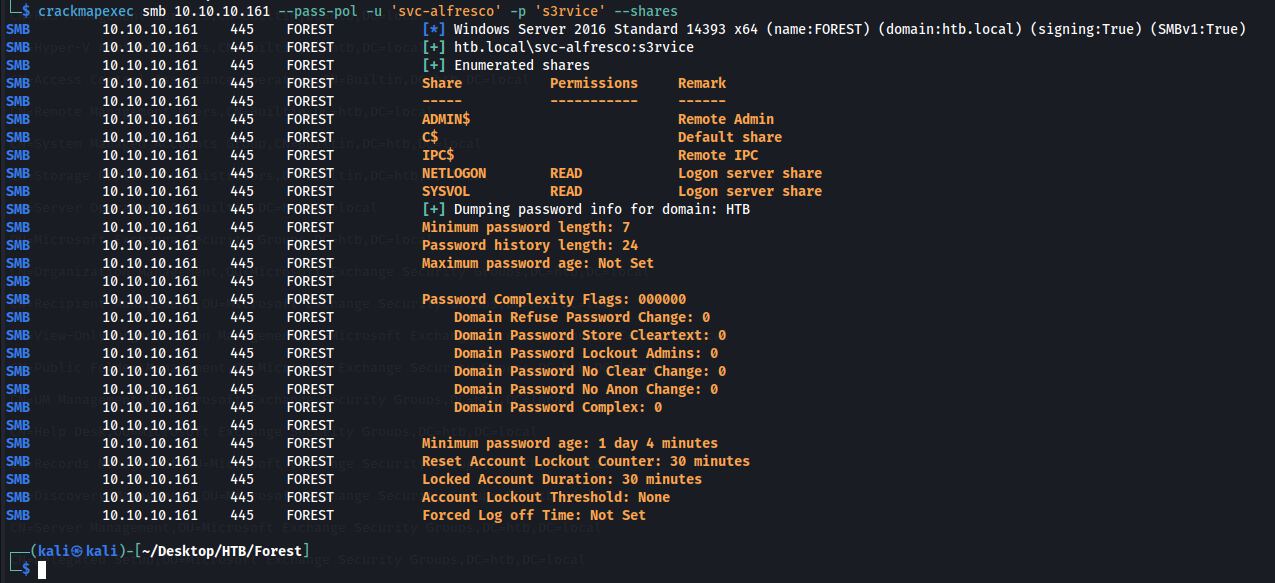 └─$ crackmapexec smb 10.10.10.161 --pass-pol -u 'svc-alfresco' -p 's3rvice' --shares
SMB 10.10.10.161 445 FOREST [*] Windows Server 2016 Standard 14393 x64 (name:FOREST) (domain:htb.local) (signing:True) (SMBv1:True)
SMB 10.10.10.161 445 FOREST [+] htb.local\svc-alfresco:s3rvice
SMB 10.10.10.161 445 FOREST [+] Enumerated shares
SMB 10.10.10.161 445 FOREST Share Permissions Remark
SMB 10.10.10.161 445 FOREST ----- ----------- ------
SMB 10.10.10.161 445 FOREST ADMIN$ Remote Admin
SMB 10.10.10.161 445 FOREST C$ Default share
SMB 10.10.10.161 445 FOREST IPC$ Remote IPC
SMB 10.10.10.161 445 FOREST NETLOGON READ Logon server share
SMB 10.10.10.161 445 FOREST SYSVOL READ Logon server share
SMB 10.10.10.161 445 FOREST [+] Dumping password info for domain: HTB
SMB 10.10.10.161 445 FOREST Minimum password length: 7
SMB 10.10.10.161 445 FOREST Password history length: 24
SMB 10.10.10.161 445 FOREST Maximum password age: Not Set
SMB 10.10.10.161 445 FOREST
SMB 10.10.10.161 445 FOREST Password Complexity Flags: 000000
SMB 10.10.10.161 445 FOREST Domain Refuse Password Change: 0
SMB 10.10.10.161 445 FOREST Domain Password Store Cleartext: 0
SMB 10.10.10.161 445 FOREST Domain Password Lockout Admins: 0
SMB 10.10.10.161 445 FOREST Domain Password No Clear Change: 0
SMB 10.10.10.161 445 FOREST Domain Password No Anon Change: 0
SMB 10.10.10.161 445 FOREST Domain Password Complex: 0
SMB 10.10.10.161 445 FOREST
SMB 10.10.10.161 445 FOREST Minimum password age: 1 day 4 minutes
SMB 10.10.10.161 445 FOREST Reset Account Lockout Counter: 30 minutes
SMB 10.10.10.161 445 FOREST Locked Account Duration: 30 minutes
SMB 10.10.10.161 445 FOREST Account Lockout Threshold: None
SMB 10.10.10.161 445 FOREST Forced Log off Time: Not Set
┌──(kali㉿kali)-[~/Desktop/HTB/Forest]
└─$